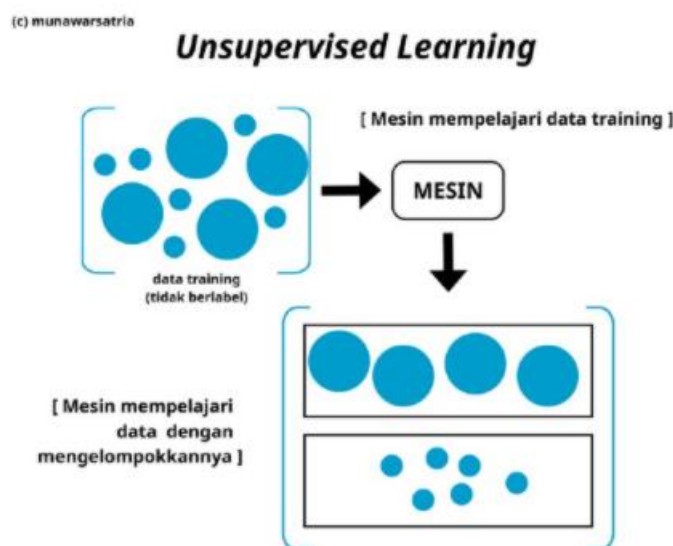 (c) munawarsatria
Unsupervised Learning
[ Mesin mempelajari data training ]
MESIN
data training
(tidak berlabel)
[ Mesin mempelajari
data dengan
mengelompokkannya ]